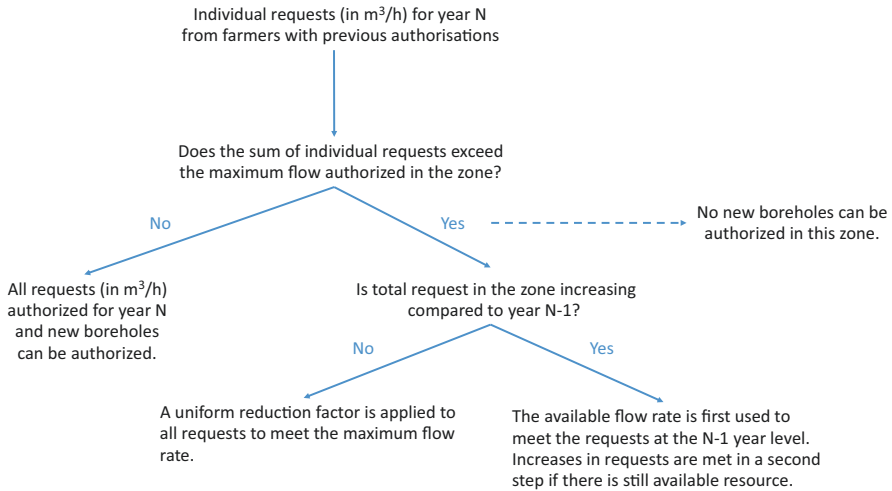 Individual requests (in m³/h) for year N
from farmers with previous authorisations
Does the sum of individual requests exceed
the maximum flow authorized in the zone?
No
Yes
No new boreholes can be
authorized in this zone.
All requests (in m³/h)
authorized for year N
and new boreholes
can be authorized.
Is total request in the zone increasing
compared to year N-1?
No
Yes
A uniform reduction factor is applied to
all requests to meet the maximum flow
rate.
The available flow rate is first used to
meet the requests at the N-1 year level.
Increases in requests are met in a second
step if there is still available resource.